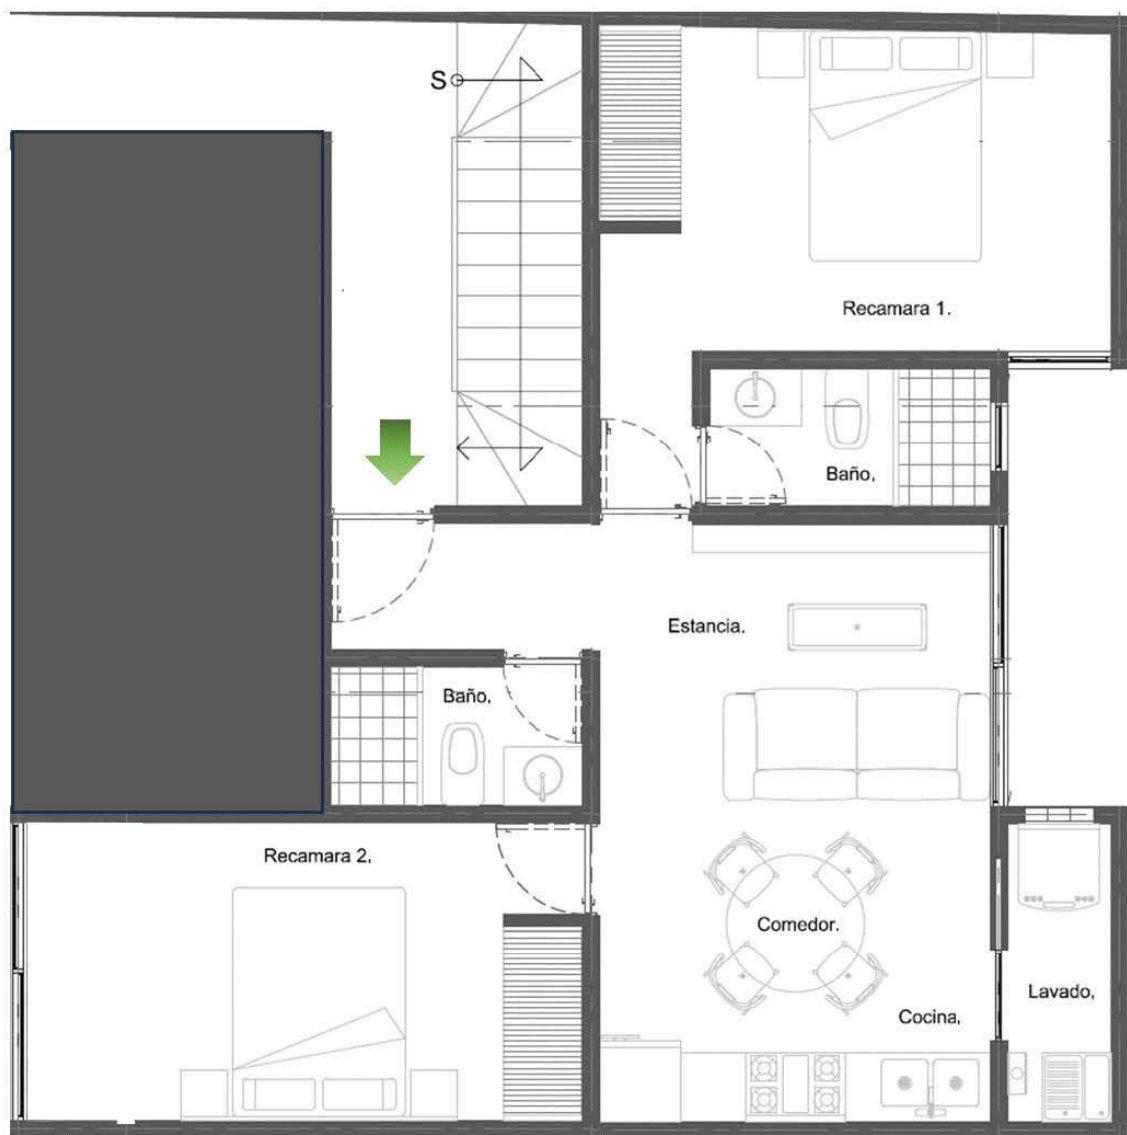 S
Recamara 1.
Baño,
Estancia.
Baño,
Recamara 2,
Comedor.
Lavado,
Cocina,